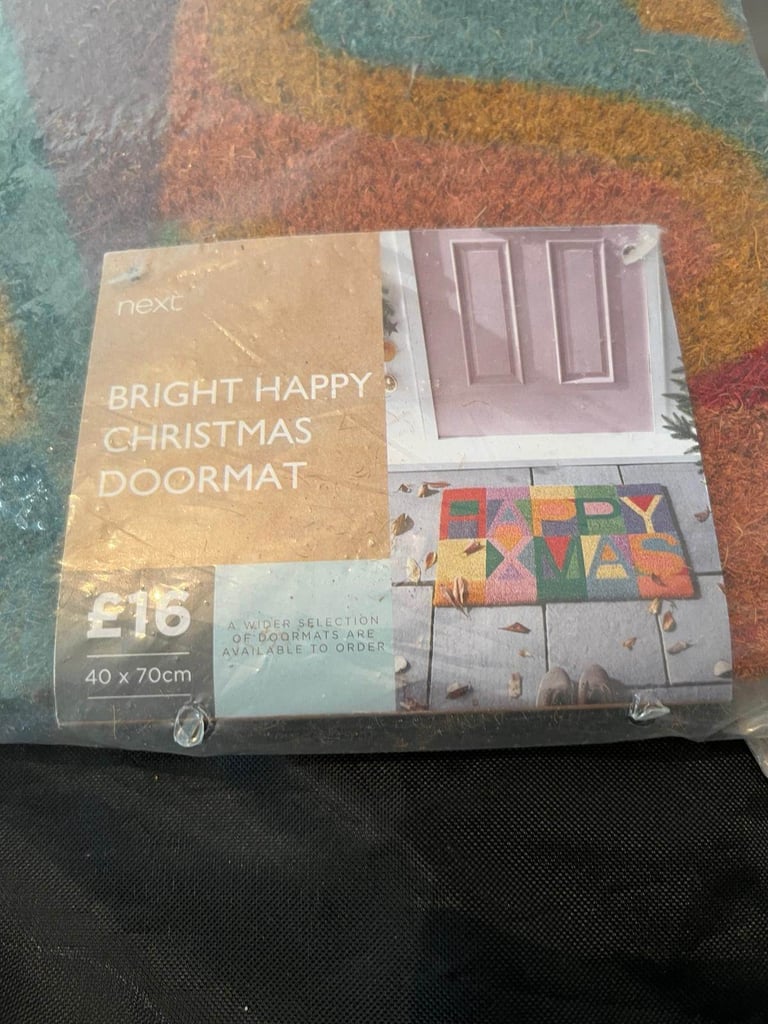 next
BRIGHT HAPPY
CHRISTMAS
DOORMAT
£16
40 x 70cm
A WIDER SELECTION
OF DOORMATS ARE
AVAILABLE TO ORDER
HAPPY
XMAS